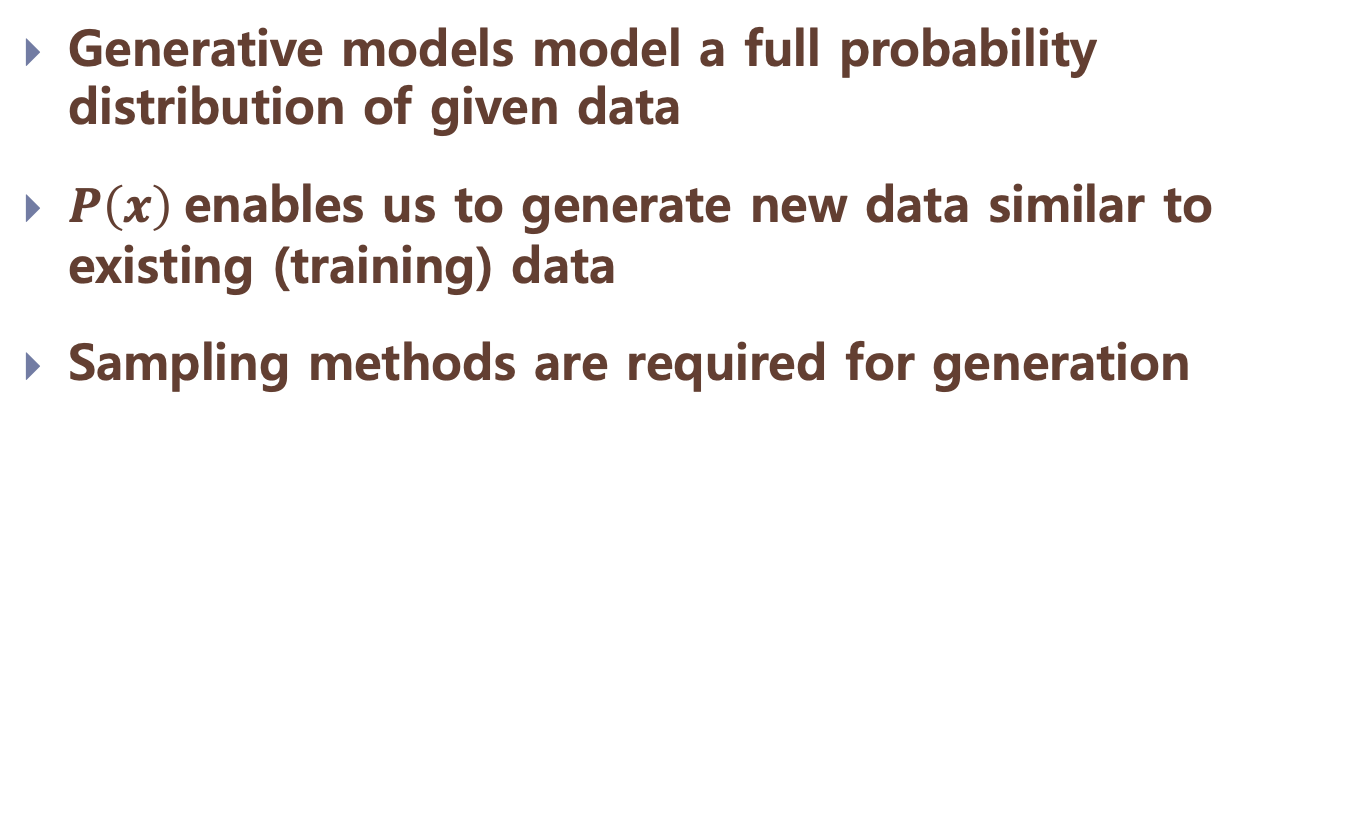 Generative models model a full probability
distribution of given data
P(x) enables us to generate new data similar to
existing (training) data
Sampling methods are required for generation